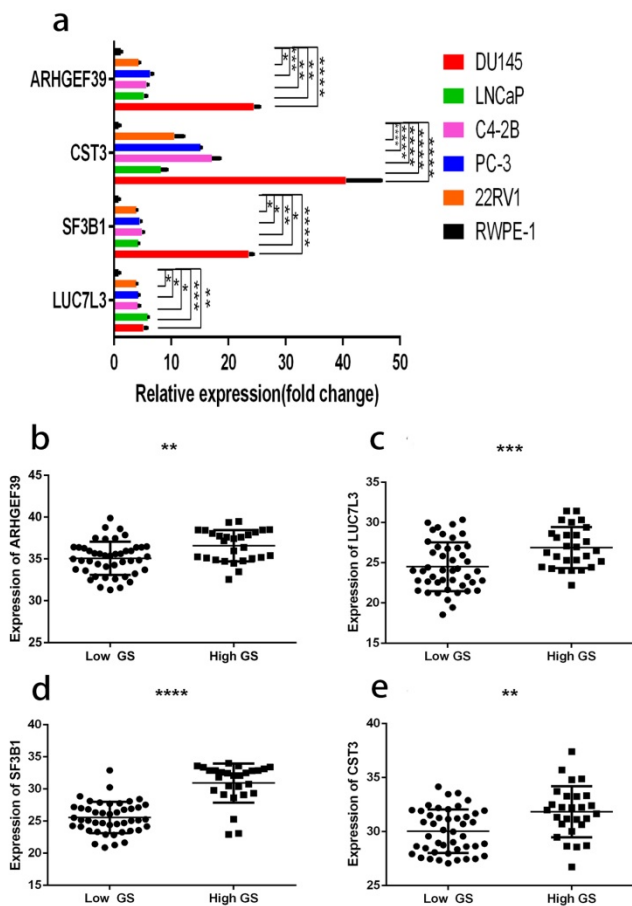 a
ARHGEF39
CST3
SF3B1
LUC7L3
0 10 20 30 40 50
Relative expression(fold change)
DU145
LNCaP
C4-2B
PC-3
22RV1
RWPE-1
b
**
Expression of ARHGEF39
45
40
35
30
25
Low GS High GS
c
***
Expression of LUC7L3
35
30
25
20
15
Low GS High GS
d
****
Expression of SF3B1
40
35
30
25
20
15
Low GS High GS
e
**
Expression of CST3
40
35
30
25
Low GS High GS